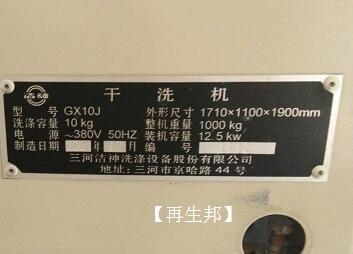 洁神
干 洗 机
型 号 GX10J 外形尺寸 1710×1100×1900mm
洗涤容量 10 kg 整机重量 1000 kg
电 源 ~380V 50HZ 装机容量 12.5 kw
制造日期 年 月 编 号
三河洁神洗涤设备股份有限公司
地址: 三河市京哈路 44 号
【再生邦】